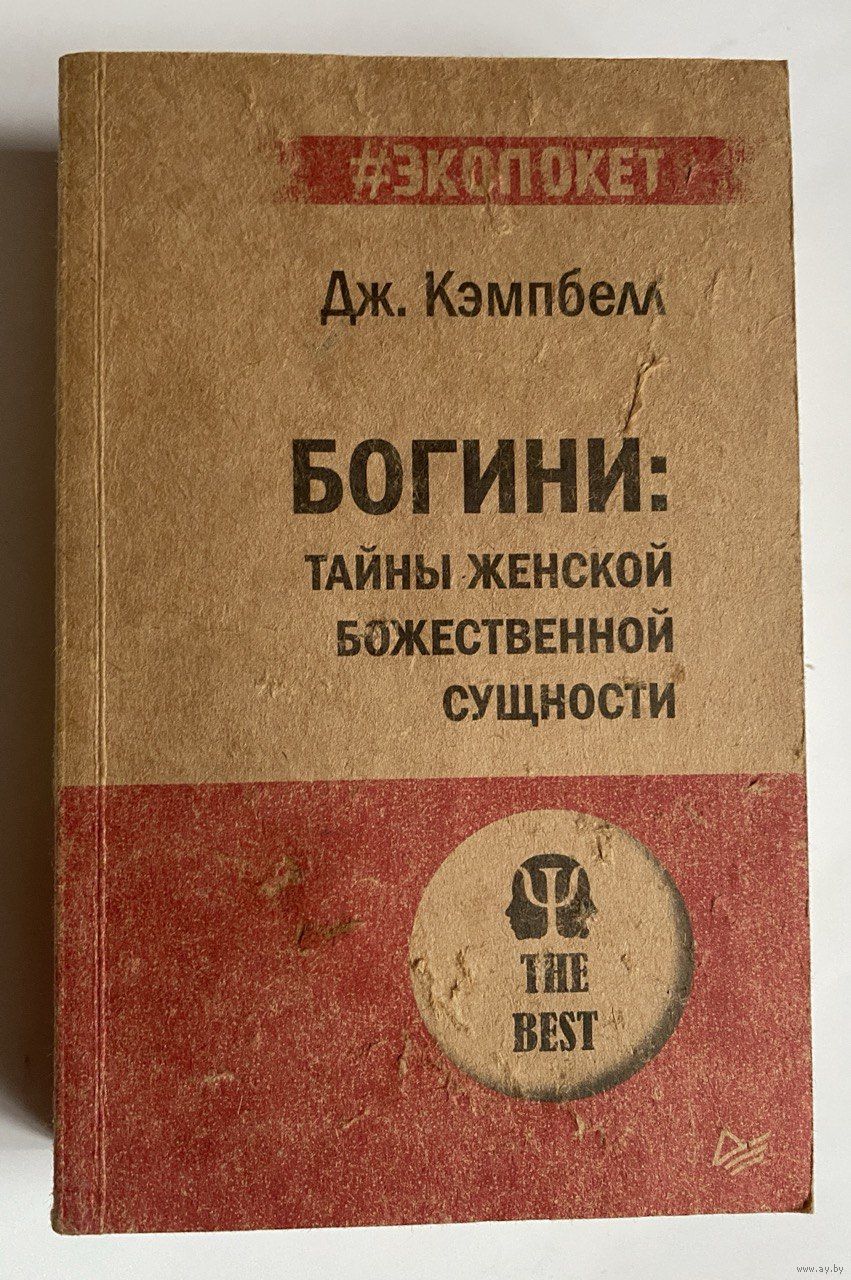 #ЭКОПОКЕТ
Дж. Кэмпбелл
БОГИНИ:
ТАЙНЫ ЖЕНСКОЙ
БОЖЕСТВЕННОЙ
СУЩНОСТИ
Ψ
THE
BEST
www.ay.by